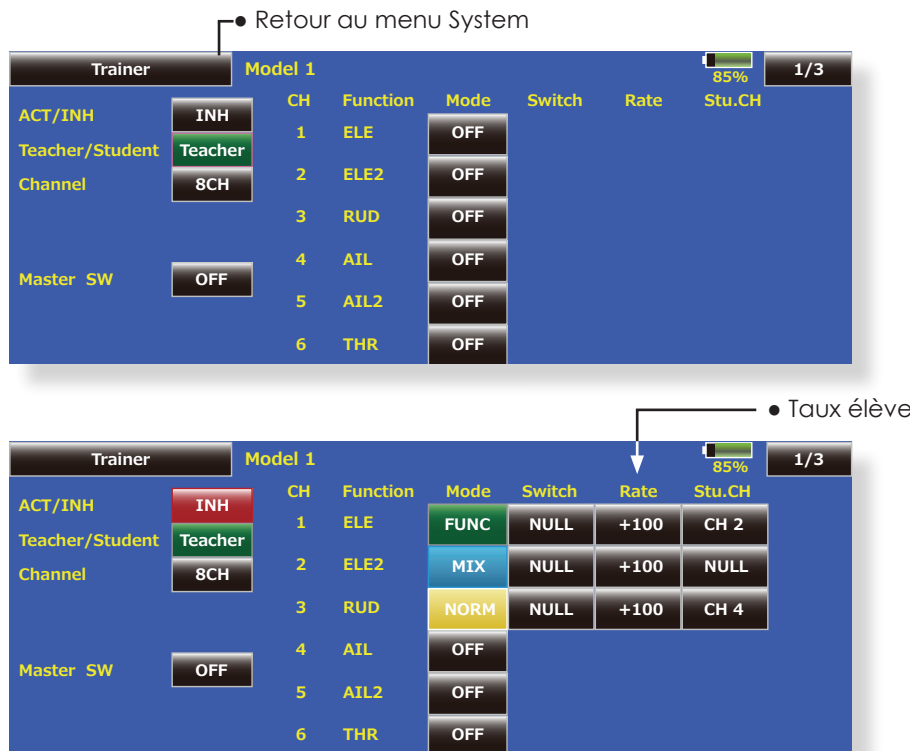 ● Retour au menu System
Trainer Model 1 85% 1/3
CH Function Mode Switch Rate Stu.CH
ACT/INH INH
1 ELE OFF
Teacher/Student Teacher
2 ELE2 OFF
Channel 8CH
3 RUD OFF
4 AIL OFF
Master SW OFF
5 AIL2 OFF
6 THR OFF
● Taux élève
Trainer Model 1 85% 1/3
CH Function Mode Switch Rate Stu.CH
ACT/INH INH
1 ELE FUNC NULL +100 CH 2
Teacher/Student Teacher
2 ELE2 MIX NULL +100 NULL
Channel 8CH
3 RUD NORM NULL +100 CH 4
4 AIL OFF
Master SW OFF
5 AIL2 OFF
6 THR OFF